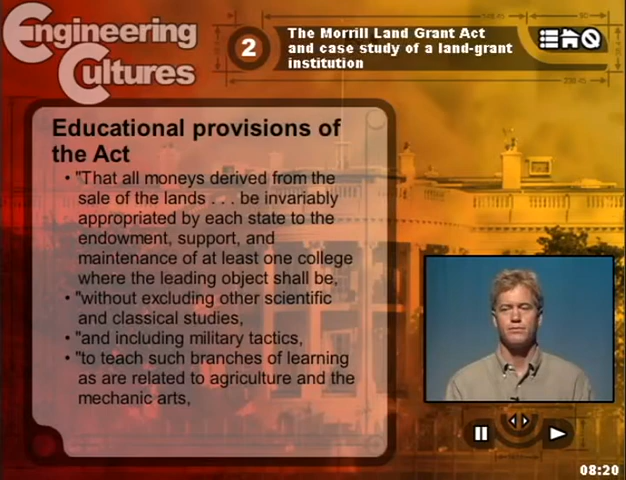 Engineering
Cultures
2
The Morrill Land Grant Act
and case study of a land-grant
institution
Educational provisions of
the Act
• "That all moneys derived from the
sale of the lands . . . be invariably
appropriated by each state to the
endowment, support, and
maintenance of at least one college
where the leading object shall be,
• "without excluding other scientific
and classical studies,
• "and including military tactics,
• "to teach such branches of learning
as are related to agriculture and the
mechanic arts,
08:20